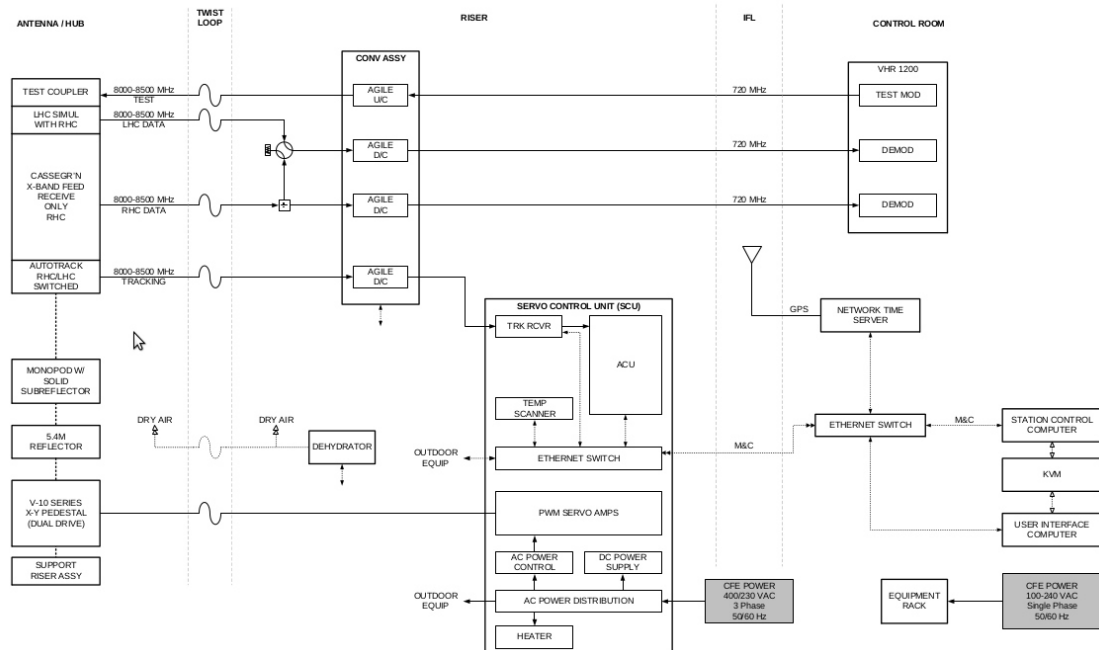 ANTENNA / HUB
TWIST
LOOP
RISER
IFL
CONTROL ROOM
CONV ASSY
VHR 1200
TEST COUPLER
8000-8500 MHz
TEST
AGILE
U/C
720 MHz
TEST MOD
LHC SIMUL
WITH RHC
8000-8500 MHz
LHC DATA
AGILE
D/C
720 MHz
DEMOD
CASSEGR'N
X-BAND FEED
RECEIVE
ONLY
RHC
8000-8500 MHz
RHC DATA
AGILE
D/C
720 MHz
DEMOD
AUTOTRACK
RHC/LHC
SWITCHED
8000-8500 MHz
TRACKING
AGILE
D/C
SERVO CONTROL UNIT (SCU)
TRK RCVR
ACU
GPS
NETWORK TIME
SERVER
MONOPOD W/
SOLID
SUBREFLECTOR
TEMP
SCANNER
5.4M
REFLECTOR
DRY AIR
DRY AIR
DEHYDRATOR
OUTDOOR
EQUIP
ETHERNET SWITCH
M&C
ETHERNET SWITCH
M&C
STATION CONTROL
COMPUTER
KVM
USER INTERFACE
COMPUTER
V-10 SERIES
X-Y PEDESTAL
(DUAL DRIVE)
PWM SERVO AMPS
SUPPORT
RISER ASSY
AC POWER
CONTROL
DC POWER
SUPPLY
OUTDOOR
EQUIP
AC POWER DISTRIBUTION
HEATER
CFE POWER
400/230 VAC
3 Phase
50/60 Hz
EQUIPMENT
RACK
CFE POWER
100-240 VAC
Single Phase
50/60 Hz